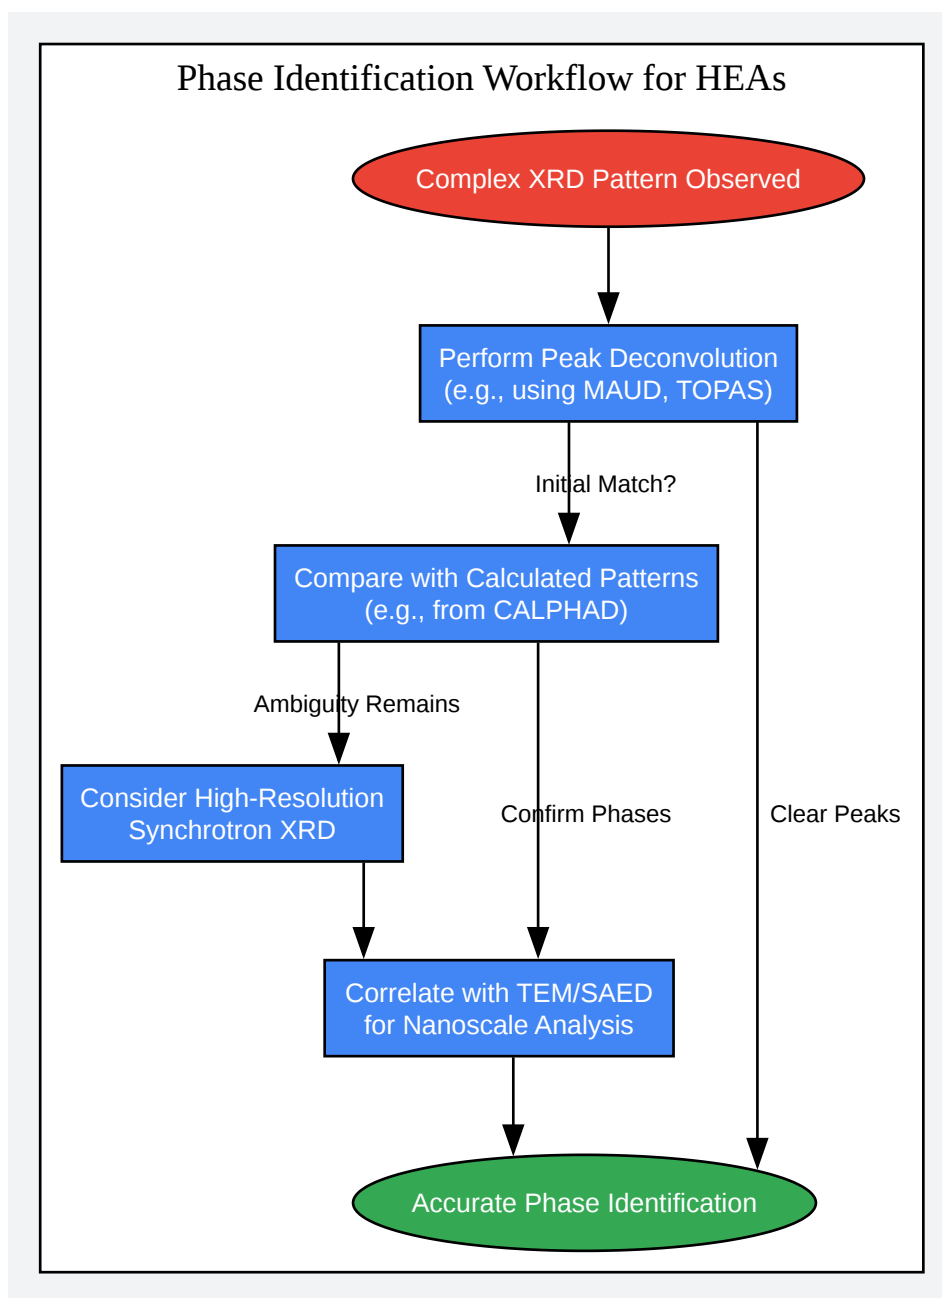 Phase Identification Workflow for HEAs
Complex XRD Pattern Observed
Perform Peak Deconvolution
(e.g., using MAUD, TOPAS)
Initial Match?
Compare with Calculated Patterns
(e.g., from CALPHAD)
Ambiguity Remains
Consider High-Resolution
Synchrotron XRD
Confirm Phases
Clear Peaks
Correlate with TEM/SAED
for Nanoscale Analysis
Accurate Phase Identification